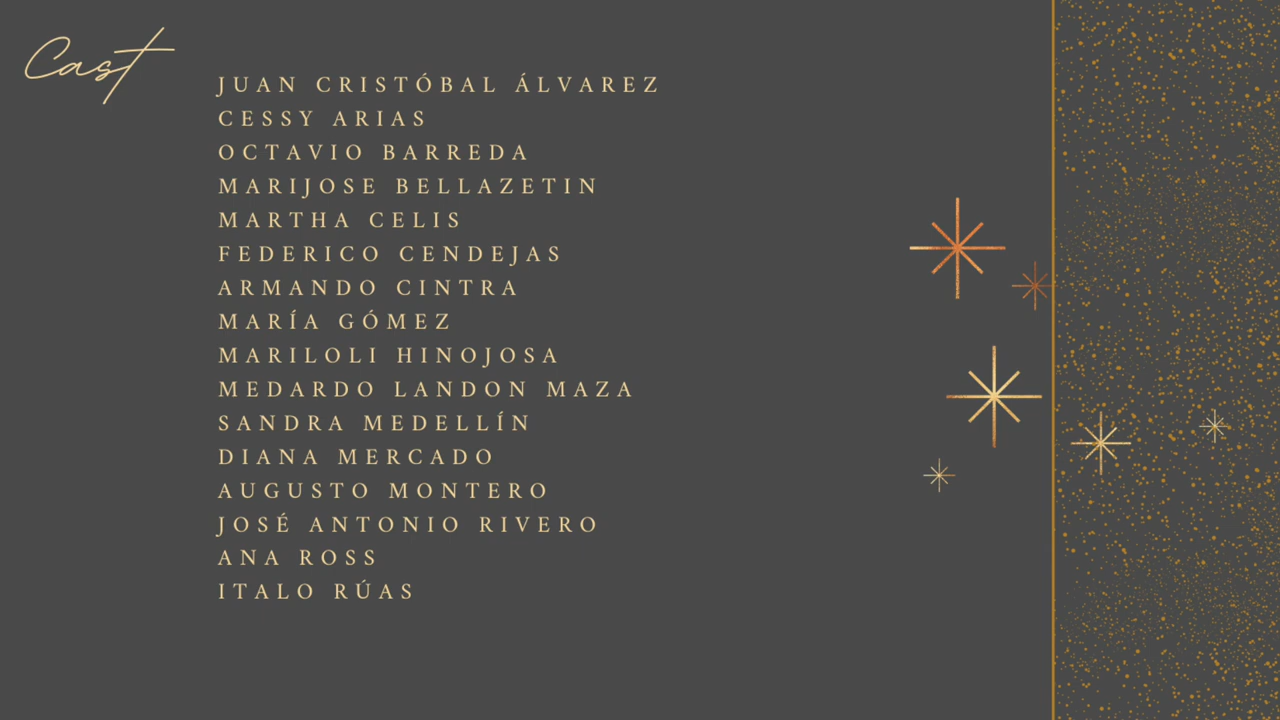 Cast
JUAN CRISTÓBAL ÁLVAREZ
CESSY ARIAS
OCTAVIO BARREDA
MARIJOSE BELLAZETIN
MARTHA CELIS
FEDERICO CENDEJAS
ARMANDO CINTRA
MARÍA GÓMEZ
MARILOLI HINOJOSA
MEDARDO LANDON MAZA
SANDRA MEDELLÍN
DIANA MERCADO
AUGUSTO MONTERO
JOSÉ ANTONIO RIVERO
ANA ROSS
ITALO RÚAS